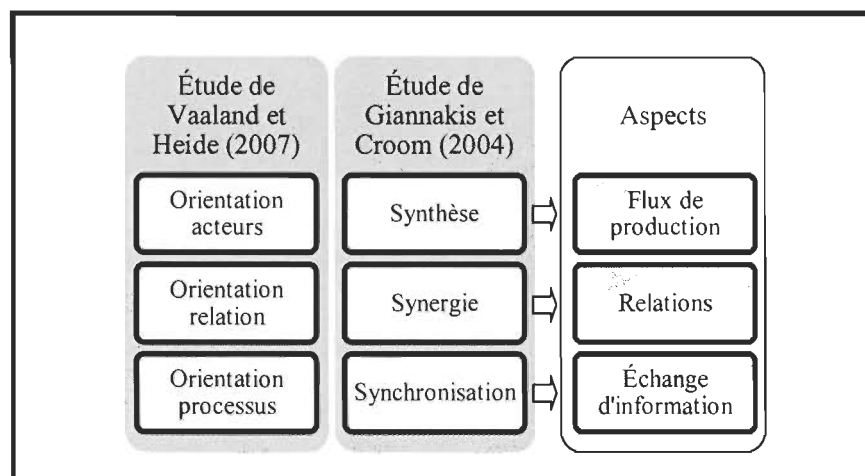 Étude de
Vaaland et
Heide (2007)
Orientation
acteurs
Orientation
relation
Orientation
processus
Étude de
Giannakis et
Croom (2004)
Synthèse
Synergie
Synchronisation
Aspects
Flux de
production
Relations
Échange
d'information